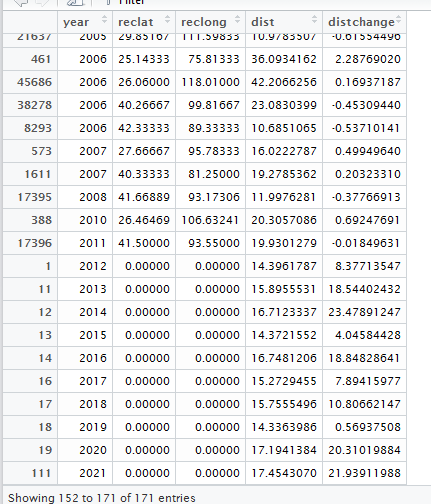 Filter
year reclat reclong dist distchange
21637 2005 29.85167 111.59833 10.9783507 -0.61554496
461 2006 25.14333 75.81333 36.0934162 2.28769020
45686 2006 26.06000 118.01000 42.2066256 0.16937187
38278 2006 40.26667 99.81667 23.0830399 -0.45309440
8293 2006 42.33333 89.33333 10.6851065 -0.53710141
573 2007 27.66667 95.78333 16.0222787 0.49949640
1611 2007 40.33333 81.25000 19.2785362 0.20323310
17395 2008 41.66889 93.17306 11.9976281 -0.37766913
388 2010 26.46469 106.63241 20.3057086 0.69247691
17396 2011 41.50000 93.55000 19.9301279 -0.01849631
1 2012 0.00000 0.00000 14.3961787 8.37713547
11 2013 0.00000 0.00000 15.8955531 18.54402432
12 2014 0.00000 0.00000 16.7123337 23.47891247
13 2015 0.00000 0.00000 14.3721552 4.04584428
14 2016 0.00000 0.00000 16.7481206 18.84828641
16 2017 0.00000 0.00000 15.2729455 7.89415977
17 2018 0.00000 0.00000 15.7555496 10.80662147
18 2019 0.00000 0.00000 14.3363986 0.56937508
19 2020 0.00000 0.00000 17.1941384 20.31019884
111 2021 0.00000 0.00000 17.4543070 21.93911988
Showing 152 to 171 of 171 entries